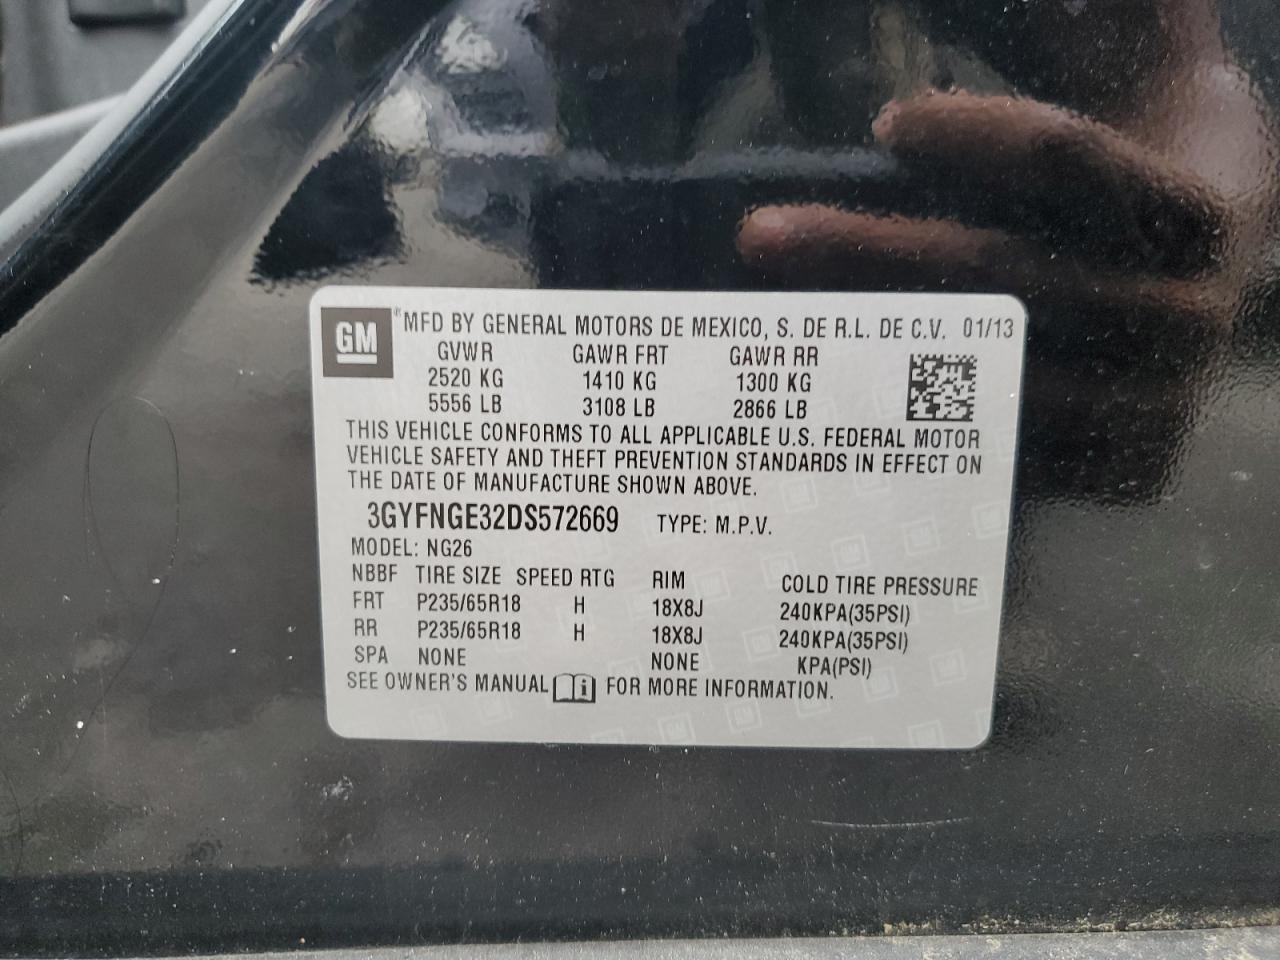 GM ® MFD BY GENERAL MOTORS DE MEXICO, S. DE R.L. DE C.V. 01/13
GVWR GAWR FRT GAWR RR
2520 KG 1410 KG 1300 KG
5556 LB 3108 LB 2866 LB
THIS VEHICLE CONFORMS TO ALL APPLICABLE U.S. FEDERAL MOTOR
VEHICLE SAFETY AND THEFT PREVENTION STANDARDS IN EFFECT ON
THE DATE OF MANUFACTURE SHOWN ABOVE.
3GYFNGE32DS572669 TYPE: M.P.V.
MODEL: NG26
NBBF TIRE SIZE SPEED RTG RIM COLD TIRE PRESSURE
FRT P235/65R18 H 18X8J 240KPA(35PSI)
RR P235/65R18 H 18X8J 240KPA(35PSI)
SPA NONE NONE KPA(PSI)
SEE OWNER'S MANUAL i FOR MORE INFORMATION.